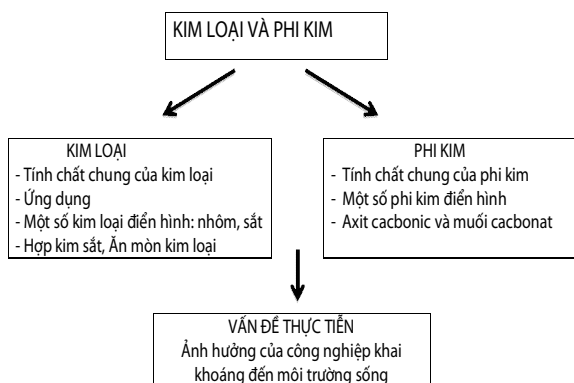 KIM LOẠI VÀ PHI KIM
KIM LOẠI
- Tính chất chung của kim loại
- Ứng dụng
- Một số kim loại điển hình: nhôm, sắt
- Hợp kim sắt, Ăn mòn kim loại
PHI KIM
- Tính chất chung của phi kim
- Một số phi kim điển hình
- Axit cacbonic và muối cacbonat
VẤN ĐỀ THỰC TIỄN
Ảnh hưởng của công nghiệp khai
khoáng đến môi trường sống